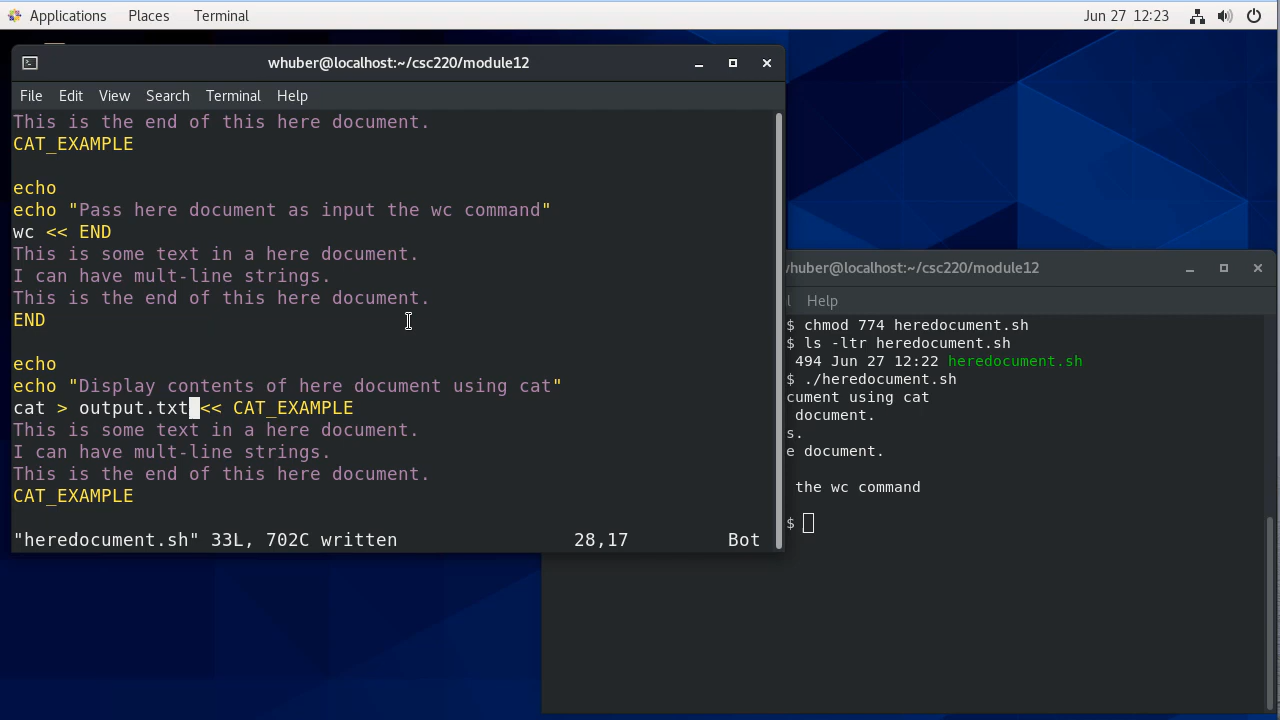 Applications Places Terminal Jun 27 12:23
whuber@localhost:~/csc220/module12
File Edit View Search Terminal Help
This is the end of this here document.
CAT_EXAMPLE
echo
echo "Pass here document as input the wc command"
wc << END
This is some text in a here document.
I can have mult-line strings.
This is the end of this here document.
END
echo
echo "Display contents of here document using cat"
cat > output.txt << CAT_EXAMPLE
This is some text in a here document.
I can have mult-line strings.
This is the end of this here document.
CAT_EXAMPLE
"heredocument.sh" 33L, 702C written 28,17 Bot
whuber@localhost:~/csc220/module12
l Help
$ chmod 774 heredocument.sh
$ ls -ltr heredocument.sh
494 Jun 27 12:22 heredocument.sh
$ ./heredocument.sh
cument using cat
document.
s.
e document.
the wc command
$